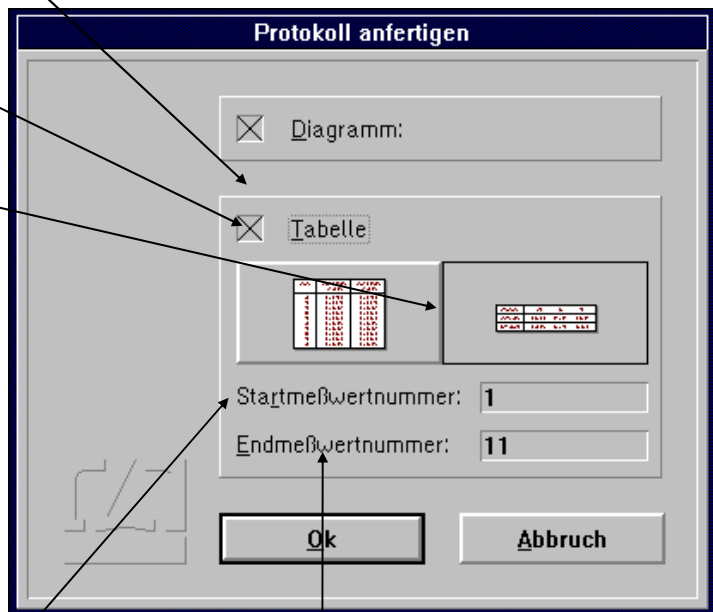 Protokoll anfertigen
Diagramm:
Tabelle
Startmeßwertnummer: 1
Endmeßwertnummer: 11
Ok Abbruch